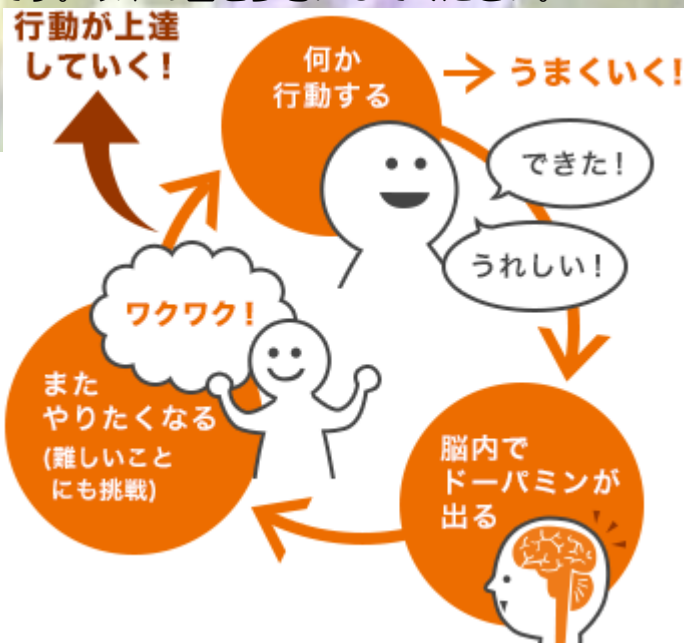 何か
行動する
→ うまくいく!
できた!
うれしい!
脳内で
ドーパミンが
出る
また
やりたくなる
(難しいこと
にも挑戦)
ワクワク!
行動が上達
していく!